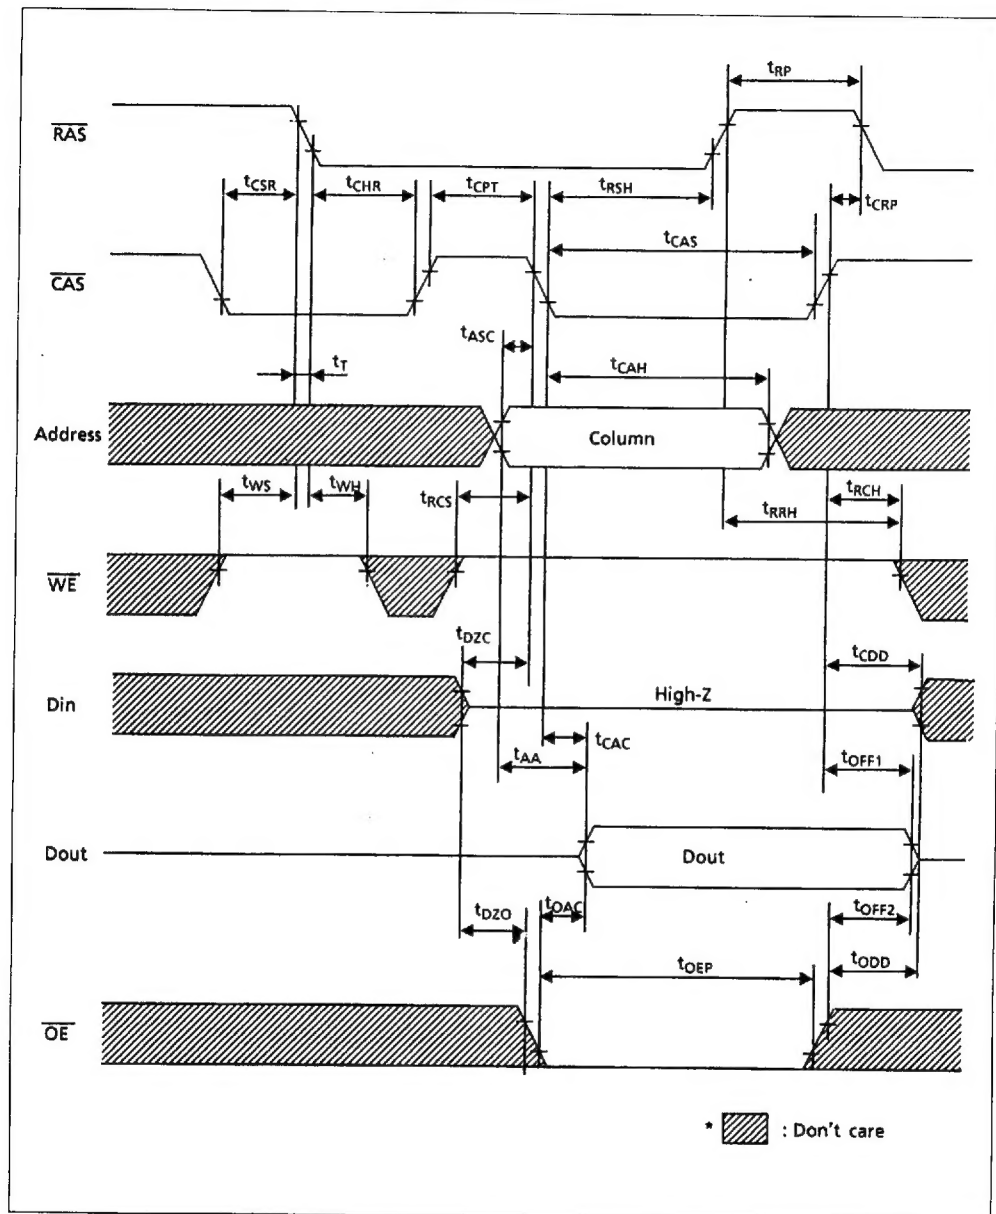 tRP
RAS
tCSR tCHR tCPT tRSH tCRP
tCAS
CAS
tASC
tT tCAH
Address Column
tWS tWH tRCS tRCH
tRRH
WE
tDZC tCDD
Din High-Z
tCAC
tAA tOFF1
Dout Dout
tDZO tOAC tOFF2
tOEP tODD
OE
* : Don't care